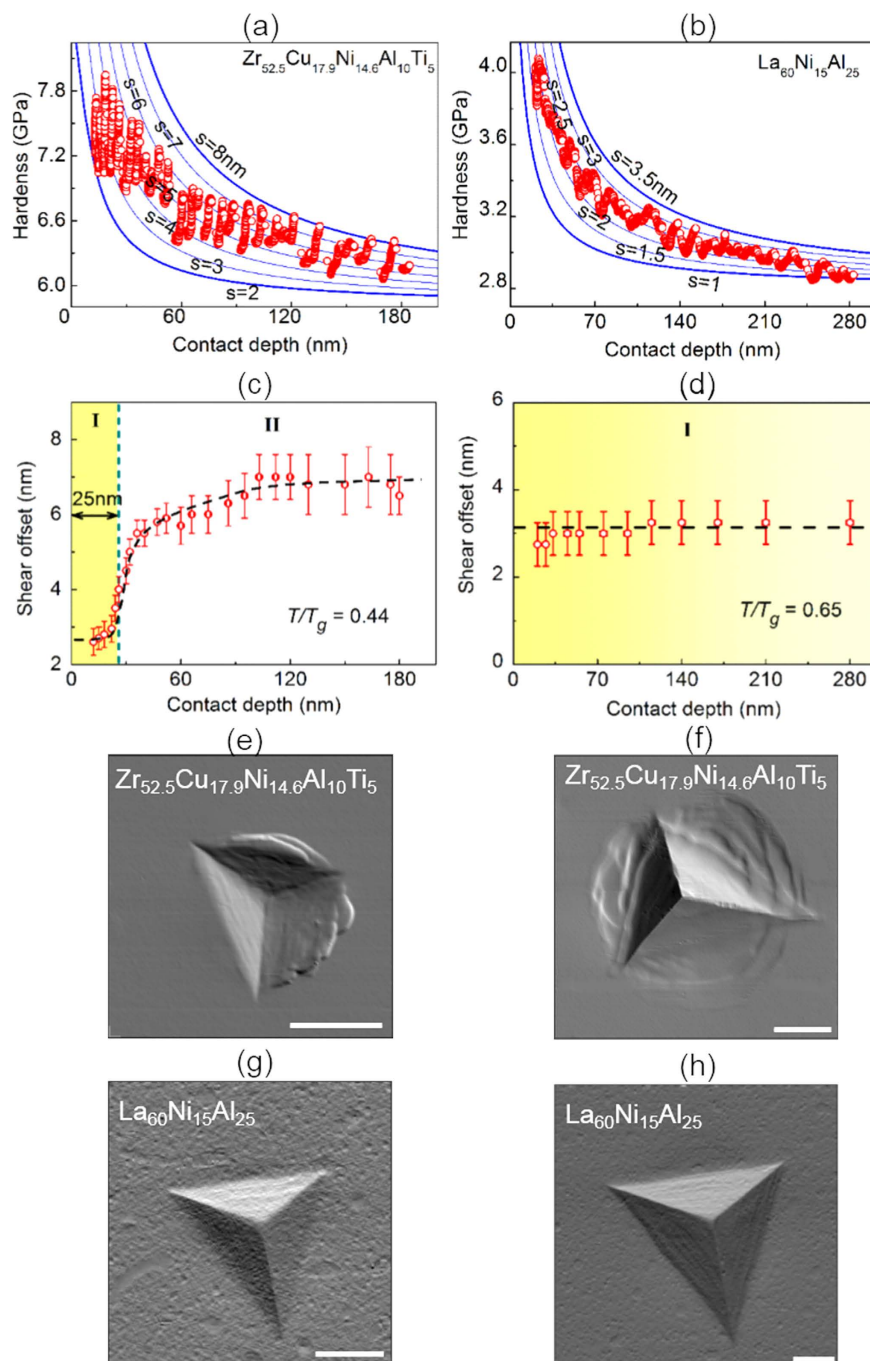 (a)
Zr52.5Cu17.9Ni14.6Al10Ti5
Hardenss (GPa)
7.8
7.2
6.6
6.0
s=8nm
s=7
s=6
s=5
s=4
s=3
s=2
0 60 120 180
Contact depth (nm)
(b)
La60Ni15Al25
Hardness (GPa)
4.0
3.6
3.2
2.8
s=3.5nm
s=3
s=2.5
s=2
s=1.5
s=1
0 70 140 210 280
Contact depth (nm)
(c)
I
II
25nm
Shear offset (nm)
8
6
4
2
T/Tg = 0.44
0 60 120 180
Contact depth (nm)
(d)
I
Shear offset (nm)
6
3
0
T/Tg = 0.65
0 70 140 210 280
Contact depth (nm)
(e)
Zr52.5Cu17.9Ni14.6Al10Ti5
(f)
Zr52.5Cu17.9Ni14.6Al10Ti5
(g)
La60Ni15Al25
(h)
La60Ni15Al25